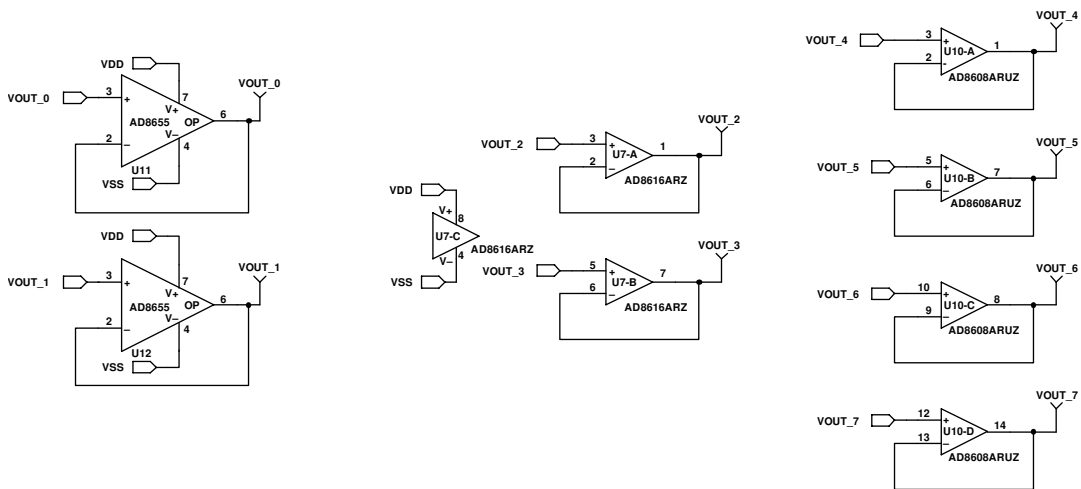 VDD
VOUT_0
VOUT_0
3
+
7
V+
AD8655
OP
6
V–
2
–
4
U11
VSS
VDD
VOUT_1
VOUT_1
3
+
7
V+
AD8655
OP
6
V–
2
–
4
U12
VSS
VDD
V+
8
U7-C
AD8616ARZ
V–
4
VSS
VOUT_2
VOUT_2
3
+
U7-A
1
2
–
AD8616ARZ
VOUT_3
VOUT_3
5
+
U7-B
7
6
–
AD8616ARZ
VOUT_4
VOUT_4
3
+
U10-A
1
2
-
AD8608ARUZ
VOUT_5
VOUT_5
5
+
U10-B
7
6
–
AD8608ARUZ
VOUT_6
VOUT_6
10
+
U10-C
8
9
–
AD8608ARUZ
VOUT_7
VOUT_7
12
+
U10-D
14
13
–
AD8608ARUZ